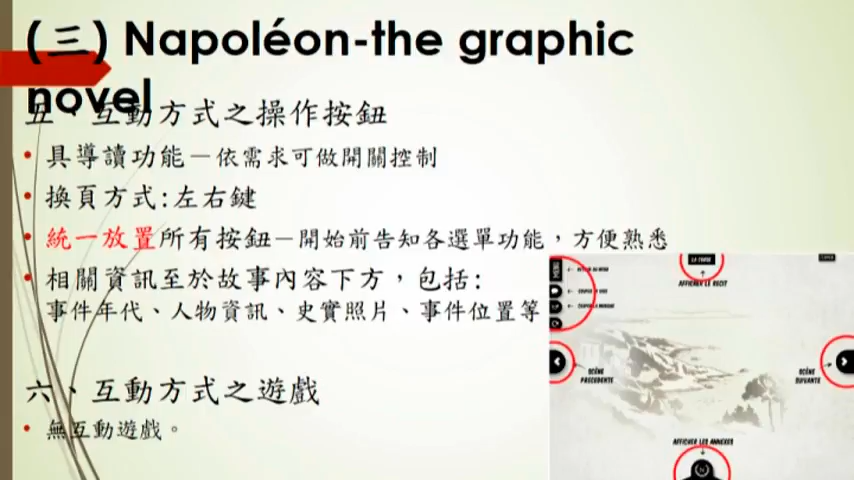 (三) Napoléon-the graphic
novel
五、互動方式之操作按鈕
具導讀功能－依需求可做開關控制
換頁方式:左右鍵
統一放置所有按鈕－開始前告知各選單功能，方便熟悉
相關資訊至於故事內容下方，包括:
事件年代、人物資訊、史實照片、事件位置等
六、互動方式之遊戲
無互動遊戲。
MENU
AFFICHER LE RECIT
SCÈNE
PRECEDENTE
SCÈNE
SUIVANTE
AFFICHER LES ANNEXES